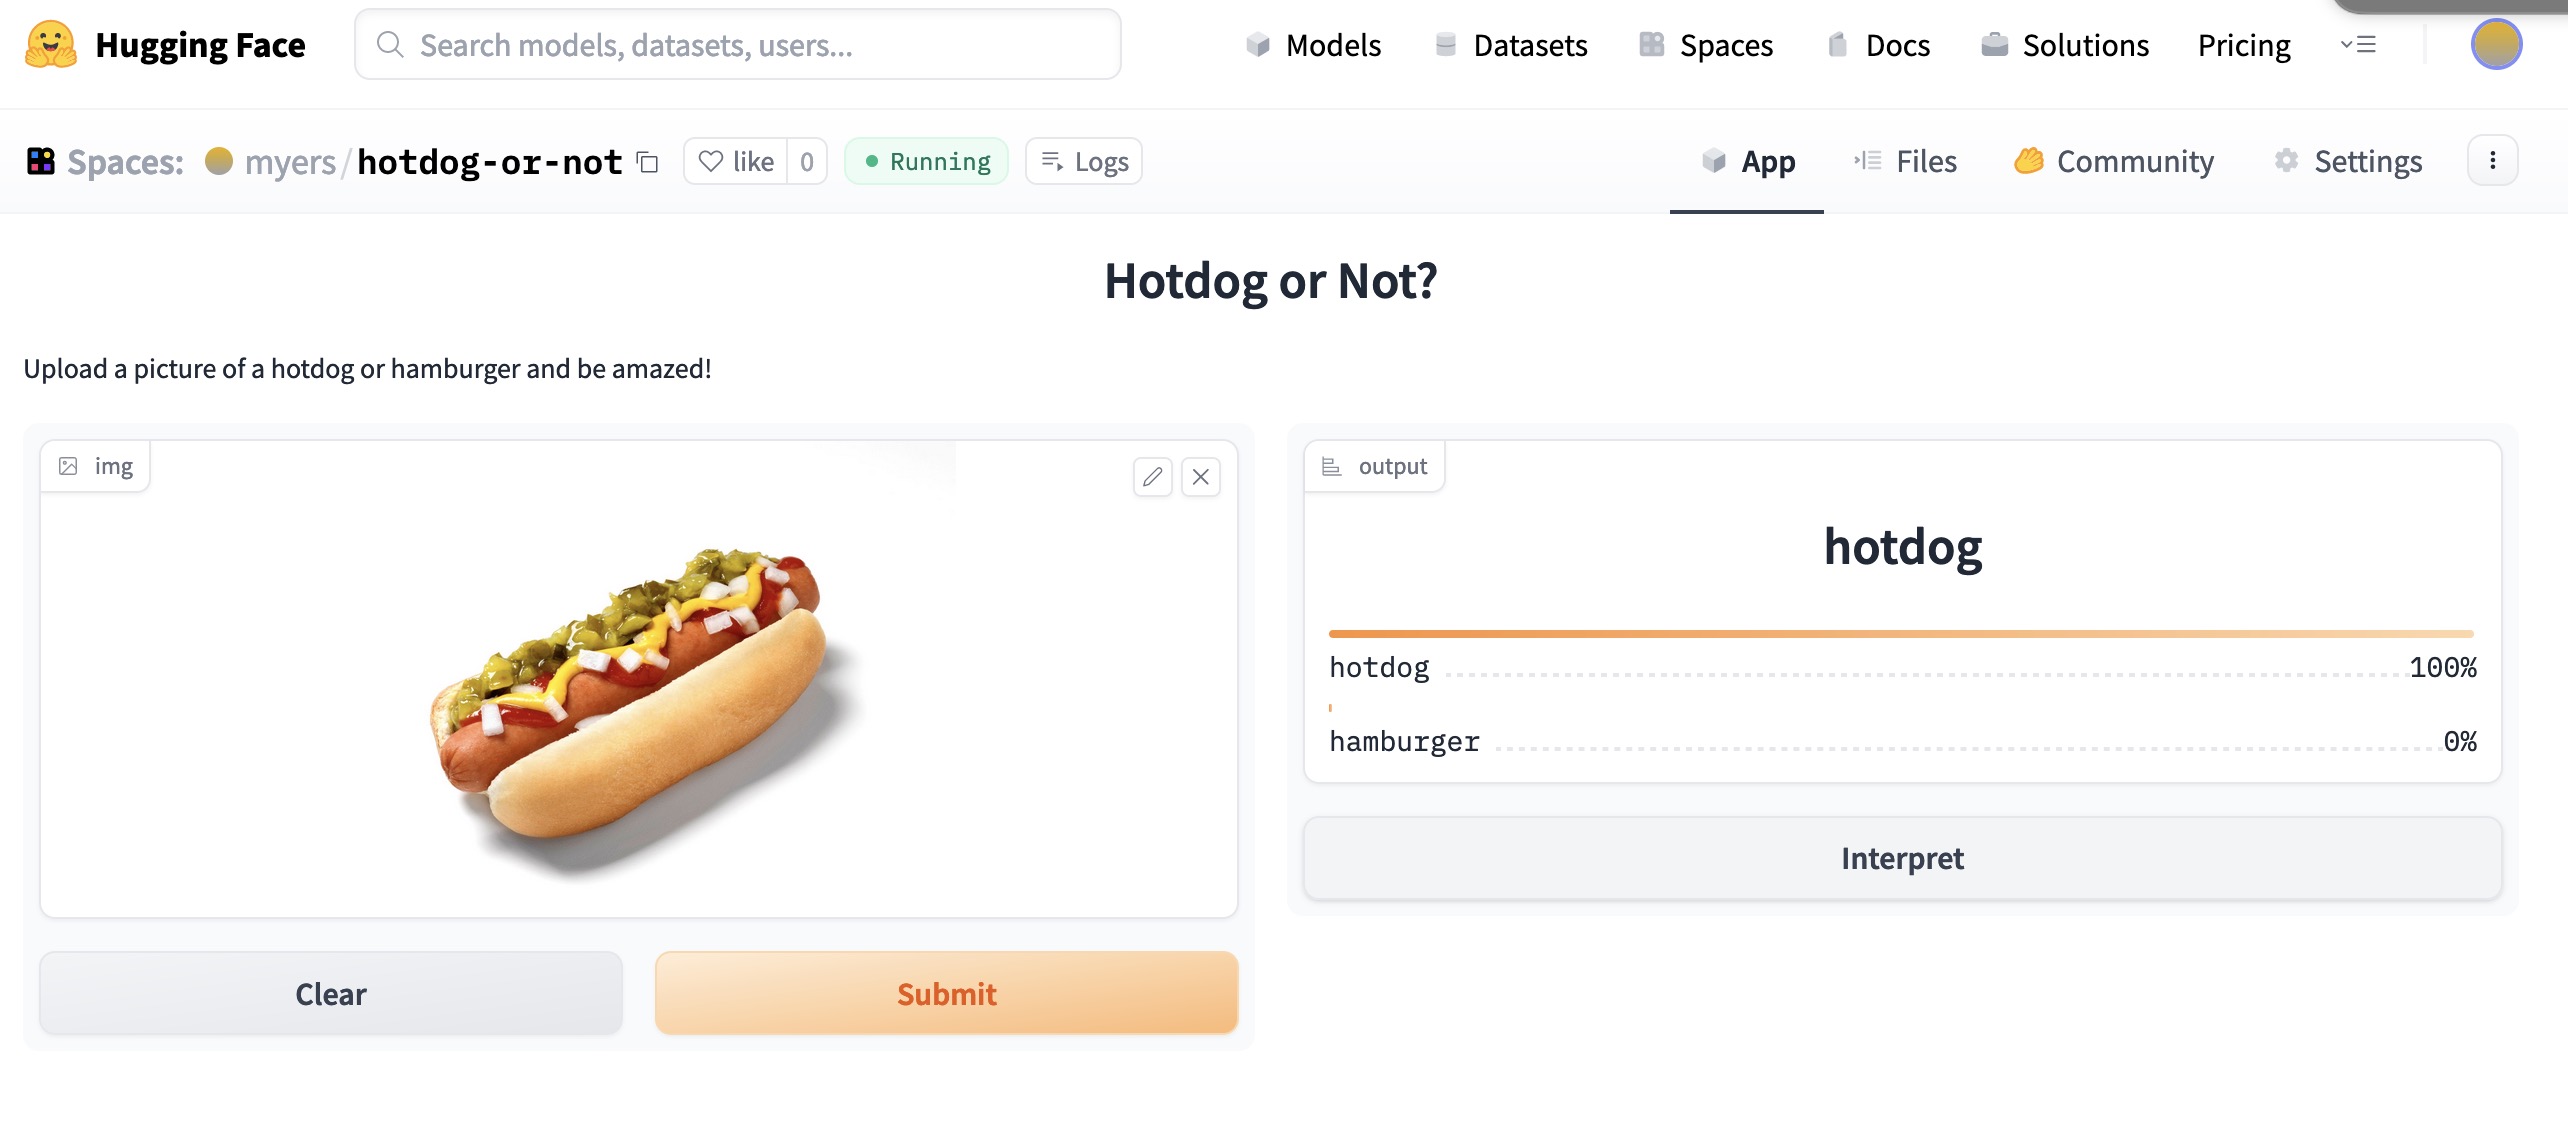 Hugging Face
Search models, datasets, users...
Models Datasets Spaces Docs Solutions Pricing
Spaces: myers/hotdog-or-not like 0 Running Logs
App Files Community Settings
Hotdog or Not?
Upload a picture of a hotdog or hamburger and be amazed!
img
output
hotdog
hotdog 100%
hamburger 0%
Interpret
Clear Submit